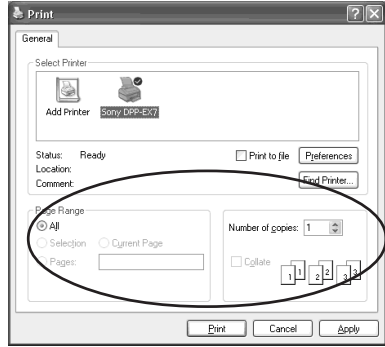 Print
General
Select Printer
Add Printer Sony DPP-EX7
Status: Ready
Print to file Preferences
Location:
Comment: Find Printer...
Page Range
All
Selection Current Page
Pages:
Number of copies: 1
Collate
1 1 2 2 3 3
Print Cancel Apply